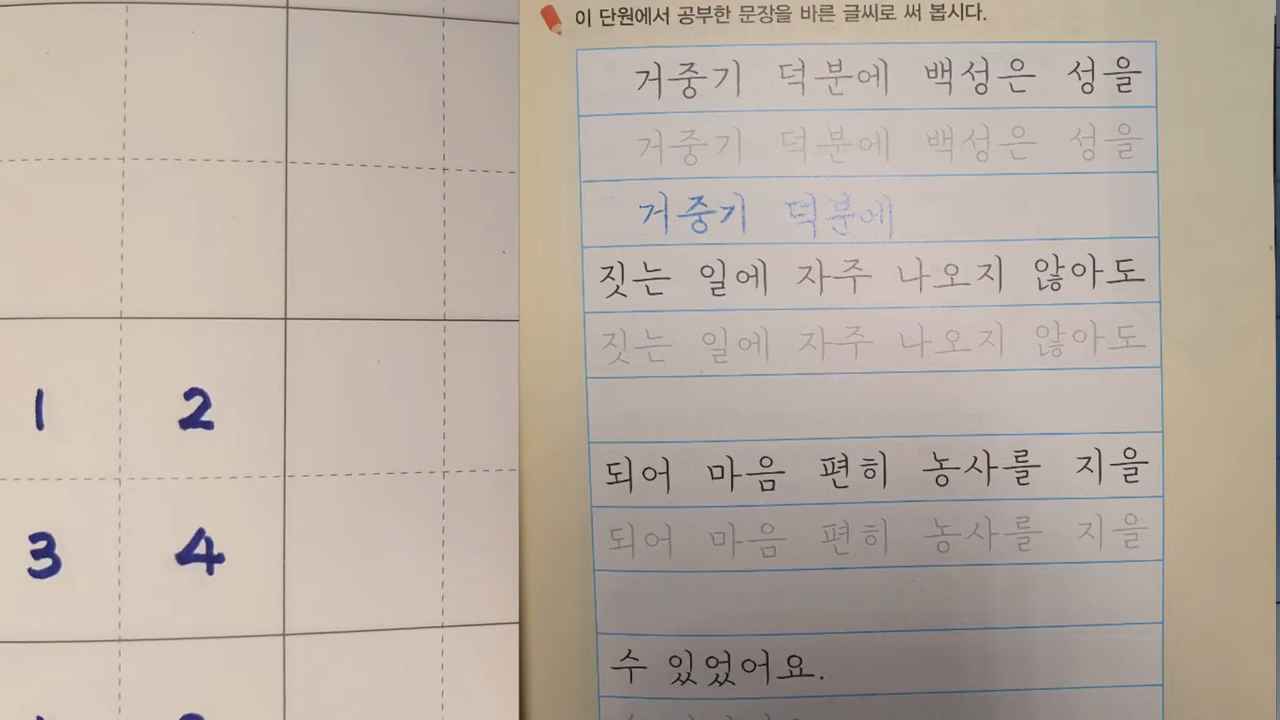 1 2
3 4
이 단원에서 공부한 문장을 바른 글씨로 써 봅시다.
거중기 덕분에 백성은 성을
거중기 덕분에 백성은 성을
거중기 덕분에
짓는 일에 자주 나오지 않아도
짓는 일에 자주 나오지 않아도
되어 마음 편히 농사를 지을
되어 마음 편히 농사를 지을
수 있었어요.